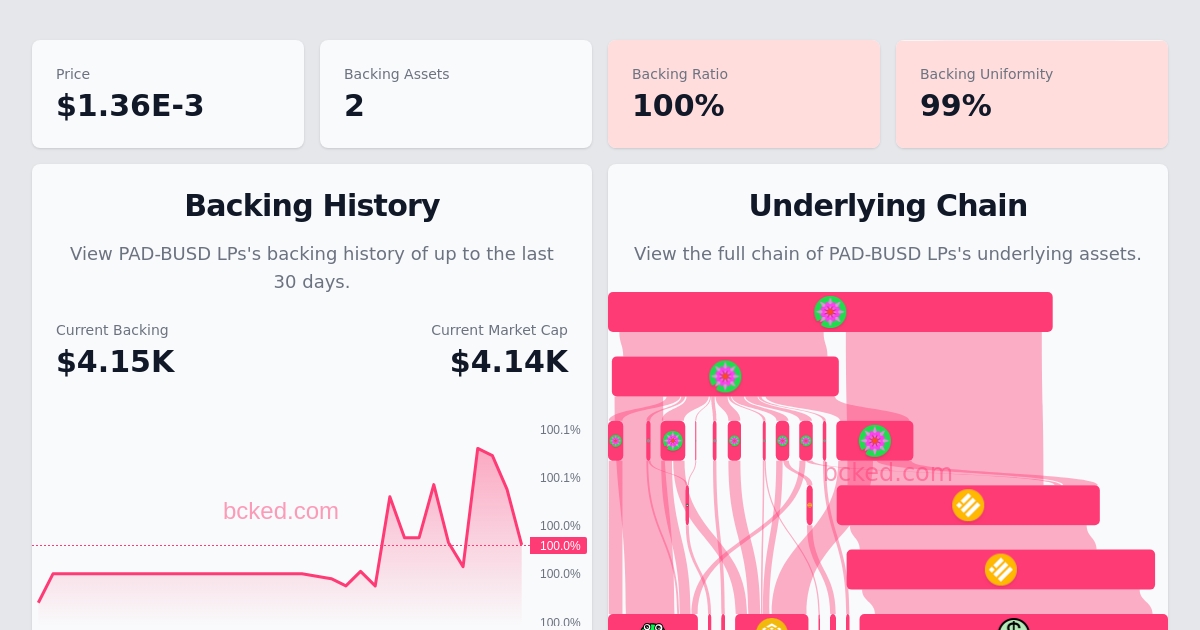 Price
$1.36E-3
Backing Assets
2
Backing Ratio
100%
Backing Uniformity
99%
Backing History
View PAD-BUSD LPs's backing history of up to the last
30 days.
Current Backing
$4.15K
Current Market Cap
$4.14K
100.1%
100.1%
100.0%
100.0%
100.0%
100.0%
bcked.com
Underlying Chain
View the full chain of PAD-BUSD LPs's underlying assets.
bcked.com